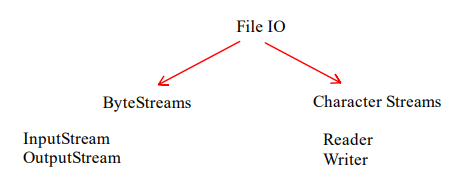 File IO
ByteStreams
Character Streams
InputStream
OutputStream
Reader
Writer